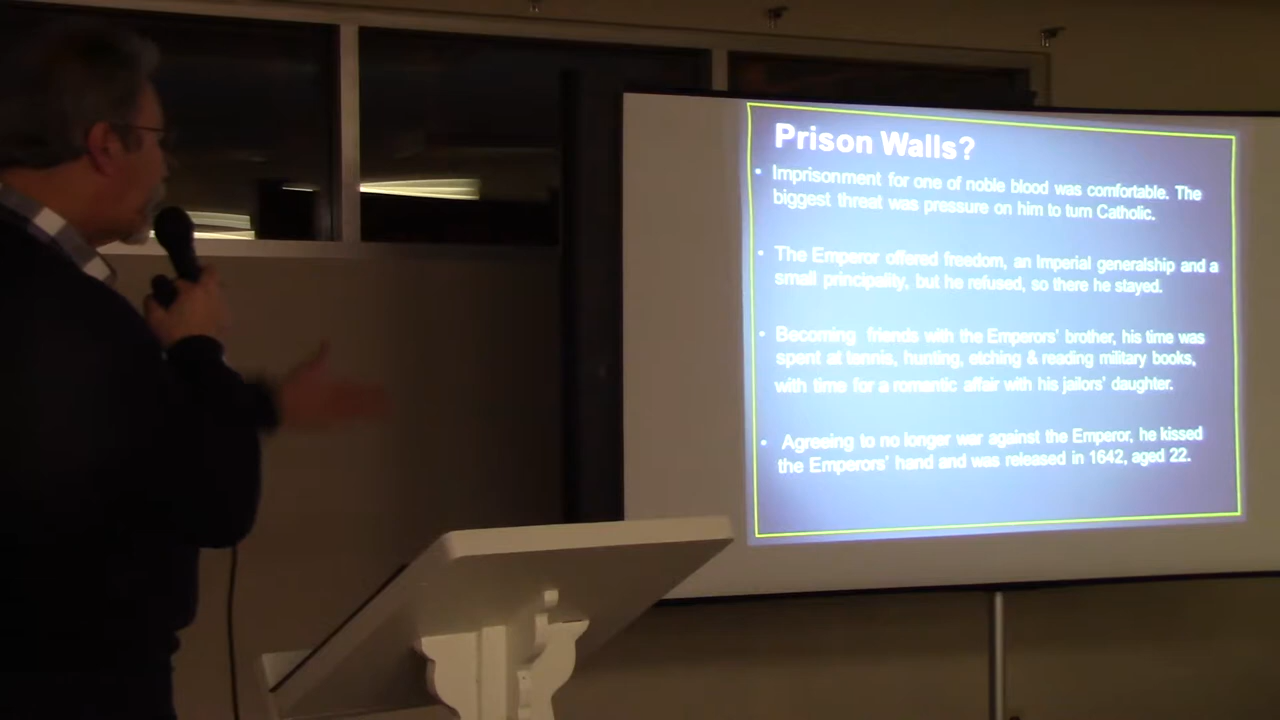 Prison Walls?
• Imprisonment for one of noble blood was comfortable. The
biggest threat was pressure on him to turn Catholic.
• The Emperor offered freedom, an Imperial generalship and a
small principality, but he refused, so there he stayed.
• Becoming friends with the Emperors' brother, his time was
spent at tennis, hunting, etching & reading military books,
with time for a romantic affair with his jailors' daughter.
• Agreeing to no longer war against the Emperor, he kissed
the Emperors' hand and was released in 1642, aged 22.